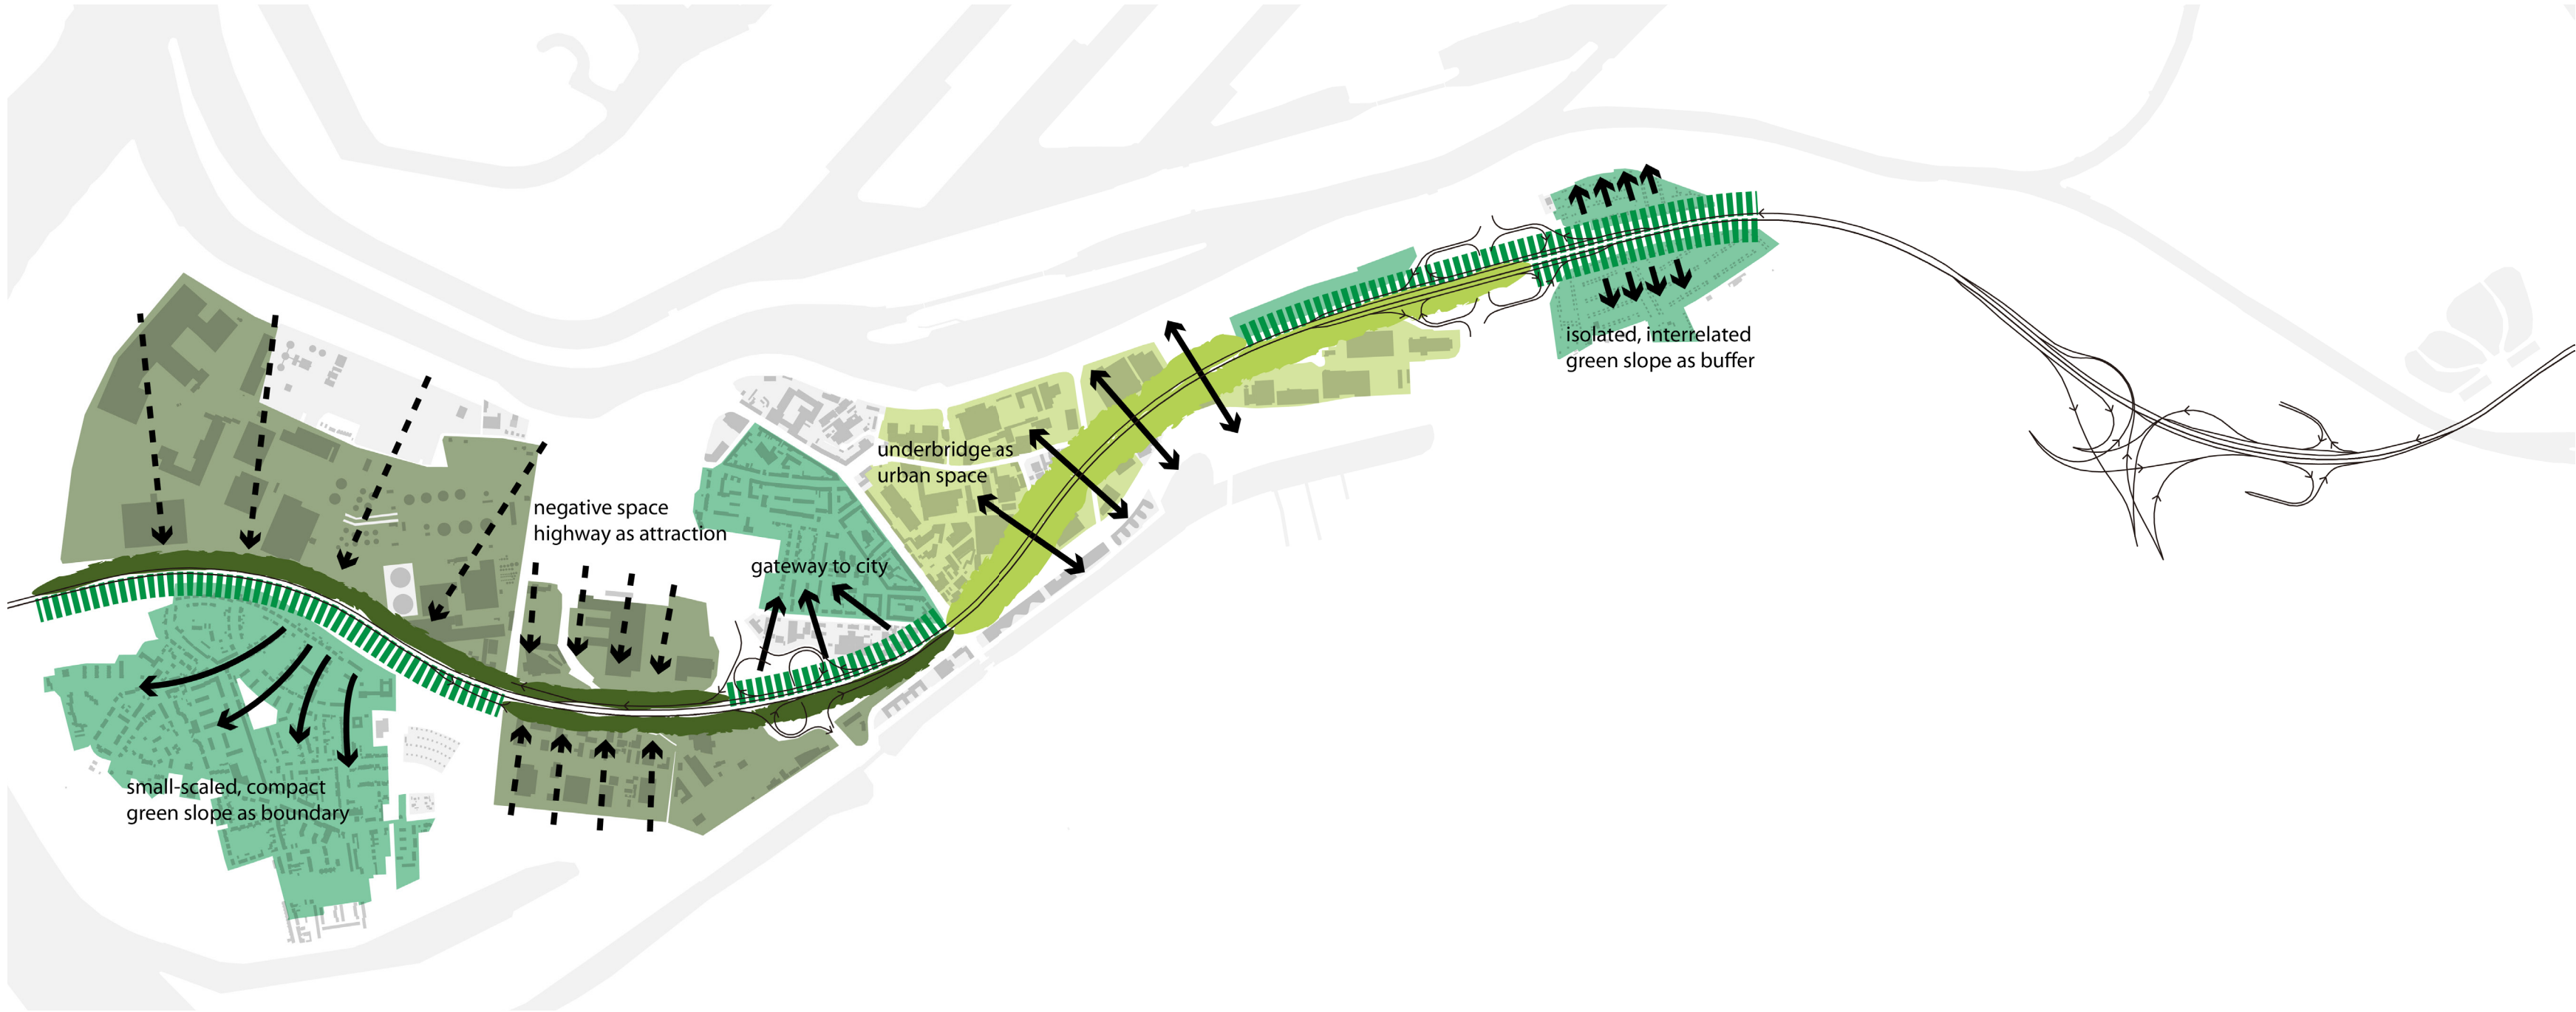 isolated, interrelated
green slope as buffer
underbridge as
urban space
negative space
highway as attraction
gateway to city
small-scaled, compact
green slope as boundary